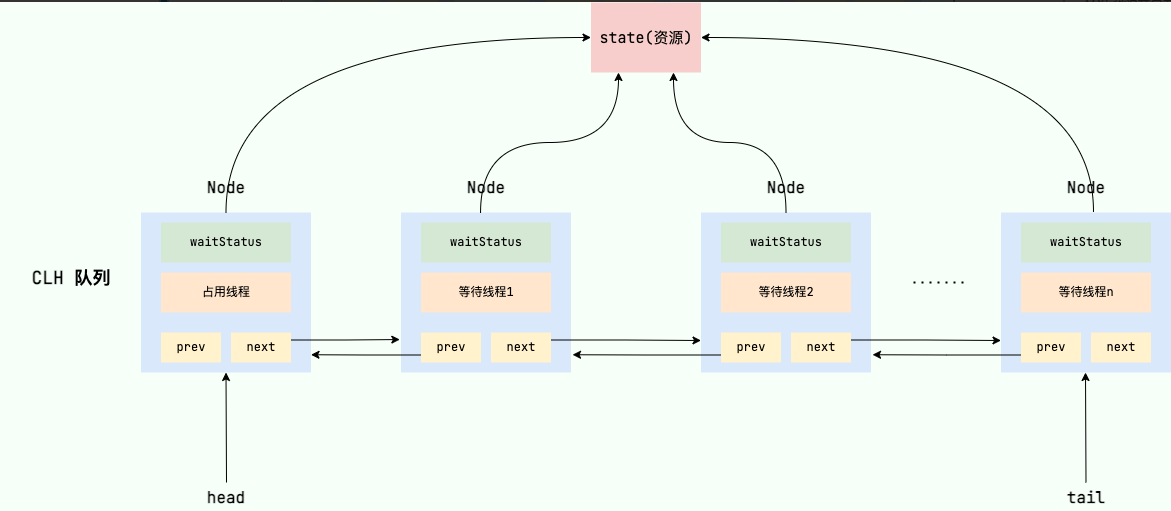 state(资源)
Node
Node
Node
Node
waitStatus
waitStatus
waitStatus
waitStatus
CLH 队列
占用线程
等待线程1
等待线程2
.......
等待线程n
prev
next
prev
next
prev
next
prev
next
head
tail